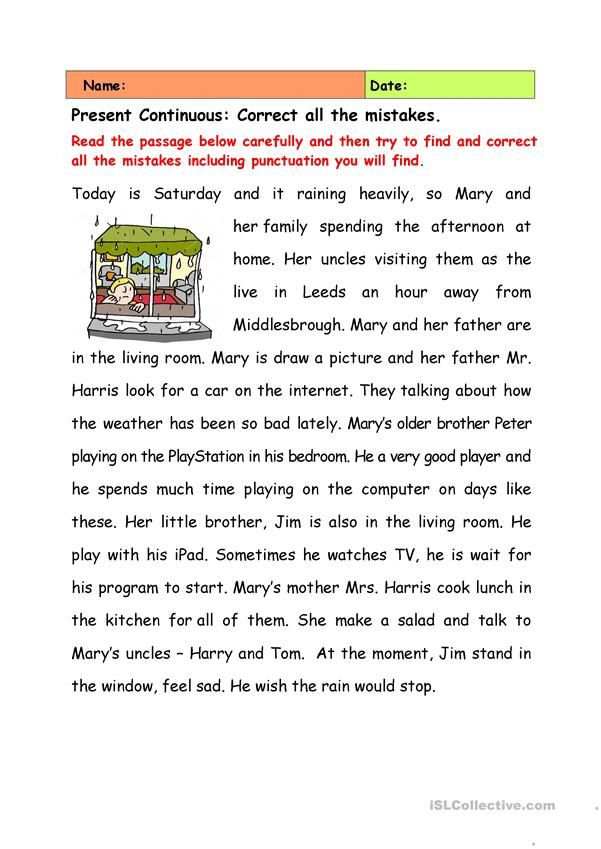 Name:
Date:
Present Continuous: Correct all the mistakes.
Read the passage below carefully and then try to find and correct
all the mistakes including punctuation you will find.
Today is Saturday and it raining heavily, so Mary and
her family spending the afternoon at
home. Her uncles visiting them as the
live in Leeds an hour away from
Middlesbrough. Mary and her father are
in the living room. Mary is draw a picture and her father Mr.
Harris look for a car on the internet. They talking about how
the weather has been so bad lately. Mary's older brother Peter
playing on the PlayStation in his bedroom. He a very good player and
he spends much time playing on the computer on days like
these. Her little brother, Jim is also in the living room. He
play with his iPad. Sometimes he watches TV, he is wait for
his program to start. Mary's mother Mrs. Harris cook lunch in
the kitchen for all of them. She make a salad and talk to
Mary's uncles – Harry and Tom. At the moment, Jim stand in
the window, feel sad. He wish the rain would stop.
iSLCollective.com